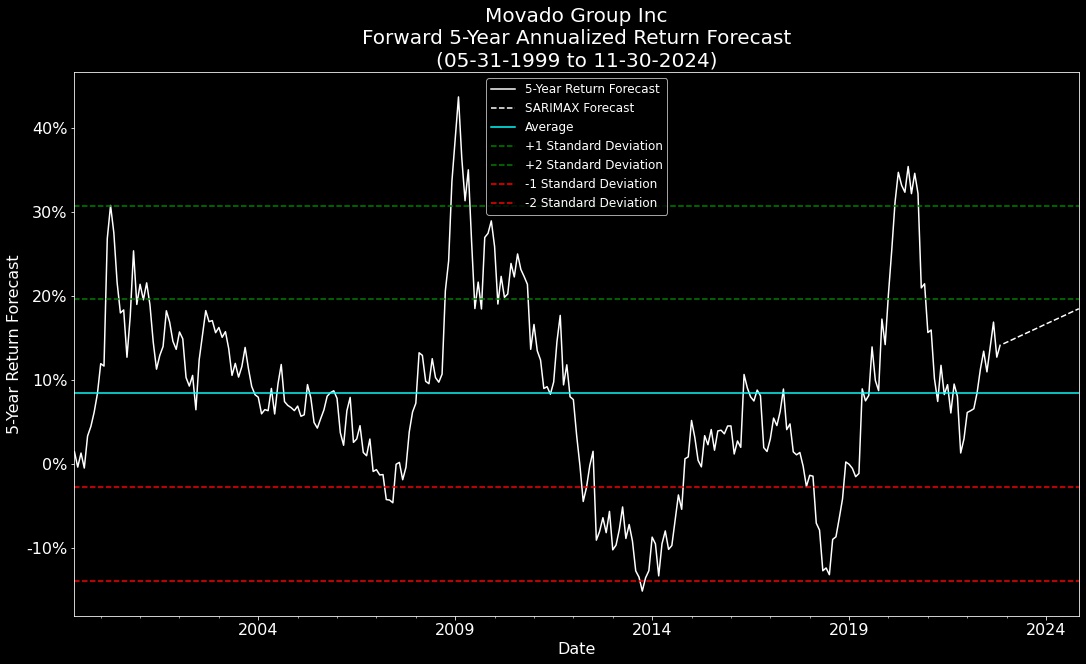 Movado Group Inc
Forward 5-Year Annualized Return Forecast
(05-31-1999 to 11-30-2024)
5-Year Return Forecast
SARIMAX Forecast
Average
+1 Standard Deviation
+2 Standard Deviation
-1 Standard Deviation
-2 Standard Deviation
5-Year Return Forecast
40%
30%
20%
10%
0%
-10%
2004
2009
2014
2019
2024
Date